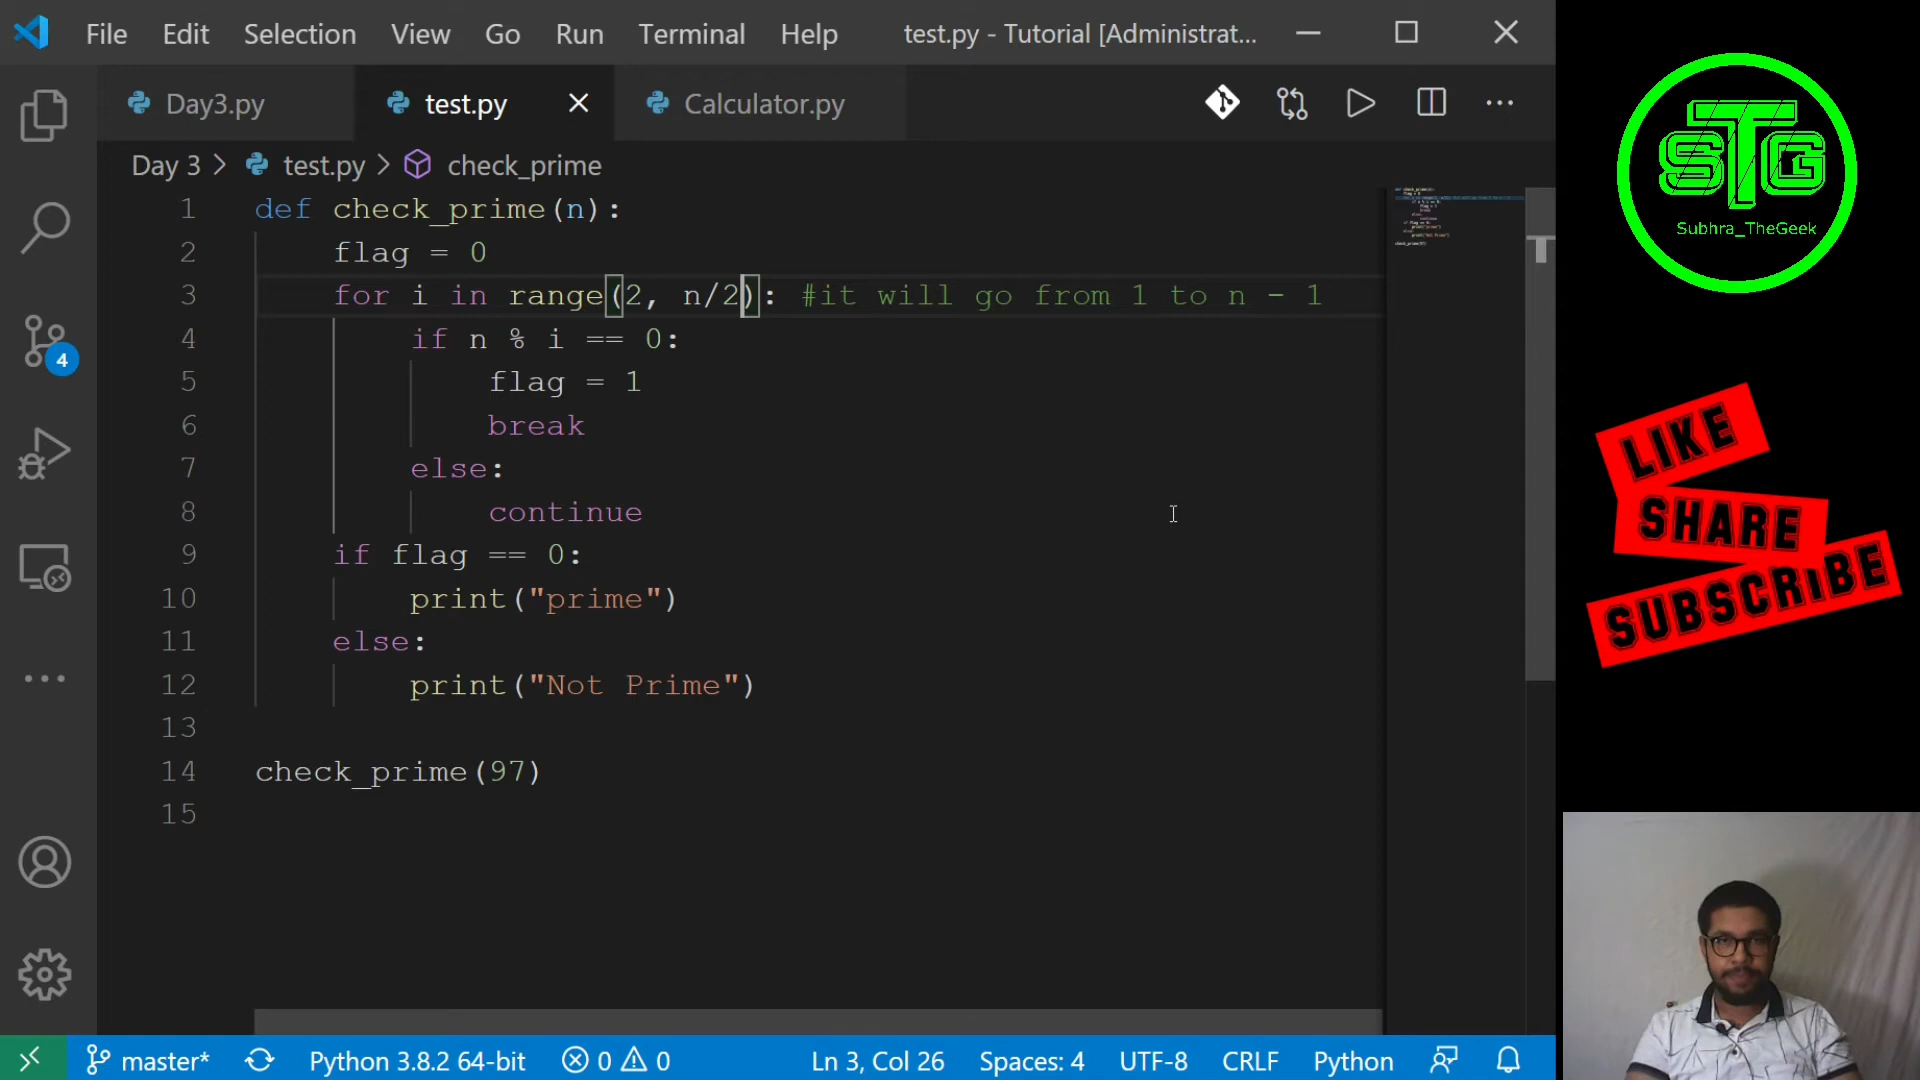 File Edit Selection View Go Run Terminal Help test.py - Tutorial [Administrat...
Day3.py test.py Calculator.py
Day 3 > test.py > check_prime
1 def check_prime(n):
2 flag = 0
3 for i in range(2, n/2): #it will go from 1 to n - 1
4 if n % i == 0:
5 flag = 1
6 break
7 else:
8 continue
9 if flag == 0:
10 print("prime")
11 else:
12 print("Not Prime")
13
14 check_prime(97)
15
4
master* Python 3.8.2 64-bit 0 0 Ln 3, Col 26 Spaces: 4 UTF-8 CRLF Python
STG
Subhra_TheGeek
LIKE
SHARE
SUBSCRIBE